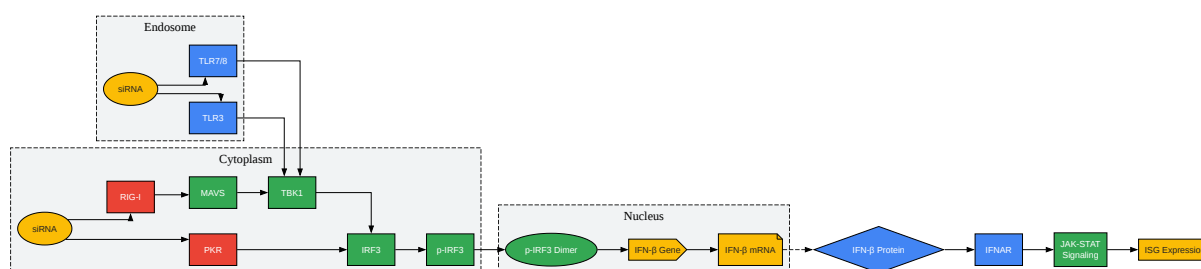 Endosome
TLR7/8
siRNA
TLR3
Cytoplasm
RIG-I
MAVS
TBK1
siRNA
PKR
IRF3
p-IRF3
Nucleus
p-IRF3 Dimer
IFN-β Gene
IFN-β mRNA
IFN-β Protein
IFNAR
JAK-STAT
Signaling
ISG Expression